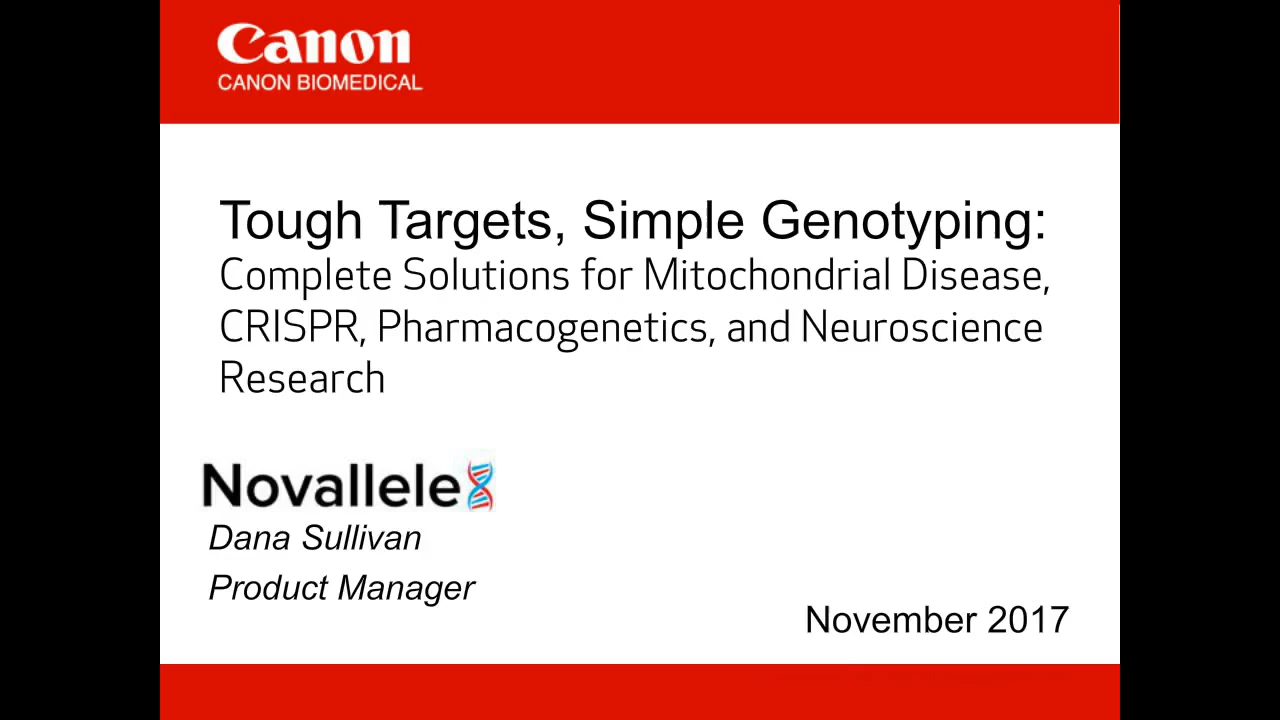 Canon
CANON BIOMEDICAL
Tough Targets, Simple Genotyping:
Complete Solutions for Mitochondrial Disease,
CRISPR, Pharmacogenetics, and Neuroscience
Research
Novallele
Dana Sullivan
Product Manager
November 2017